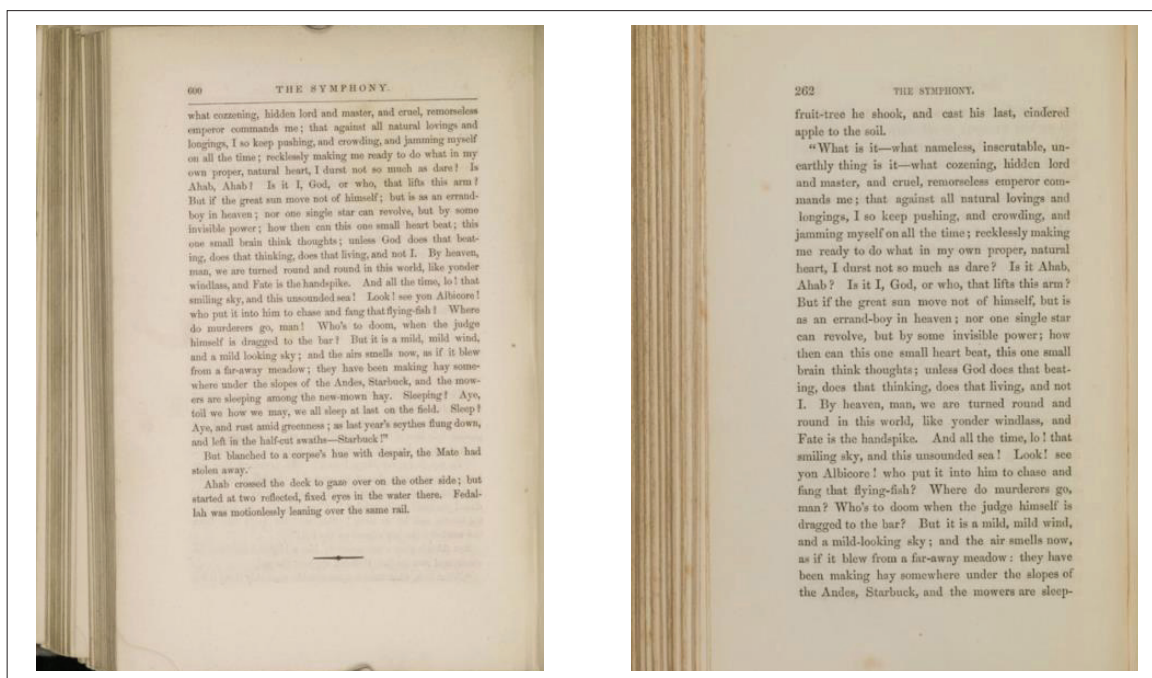 600 THE SYMPHONY.
what cozzening, hidden lord and master, and cruel, remorseless
emperor commands me; that against all natural lovings and
longings, I so keep pushing, and crowding, and jamming myself
on all the time; recklessly making me ready to do what in my
own proper, natural heart, I durst not so much as dare? Is
Ahab, Ahab? Is it I, God, or who, that lifts this arm?
But if the great sun move not of himself; but is as an errand-
boy in heaven; nor one single star can revolve, but by some
invisible power; how then can this one small heart beat; this
one small brain think thoughts; unless God does that beat-
ing, does that thinking, does that living, and not I. By heaven,
man, we are turned round and round in this world, like yonder
windlass, and Fate is the handspike. And all the time, lo! that
smiling sky, and this unsounded sea! Look! see yon Albicore!
who put it into him to chase and fang that flying-fish? Where
do murderers go, man! Who's to doom, when the judge
himself is dragged to the bar? But it is a mild, mild wind,
and a mild looking sky; and the airs smells now, as if it blew
from a far-away meadow; they have been making hay some-
where under the slopes of the Andes, Starbuck, and the mow-
ers are sleeping among the new-mown hay. Sleeping? Aye,
toil we how we may, we all sleep at last on the field. Sleep?
Aye, and rust amid greenness; as last year's scythes flung down,
and left in the half-cut swaths—Starbuck!"
But blanched to a corpse's hue with despair, the Mate had
stolen away.
Ahab crossed the deck to gaze over on the other side; but
started at two reflected, fixed eyes in the water there. Fedal-
lah was motionlessly leaning over the same rail.
262 THE SYMPHONY.
fruit-tree he shook, and cast his last, cindered
apple to the soil.
"What is it—what nameless, inscrutable, un-
earthly thing is it—what cozening, hidden lord
and master, and cruel, remorseless emperor com-
mands me; that against all natural lovings and
longings, I so keep pushing, and crowding, and
jamming myself on all the time; recklessly making
me ready to do what in my own proper, natural
heart, I durst not so much as dare? Is it Ahab,
Ahab? Is it I, God, or who, that lifts this arm?
But if the great sun move not of himself, but is
as an errand-boy in heaven; nor one single star
can revolve, but by some invisible power; how
then can this one small heart beat, this one small
brain think thoughts; unless God does that beat-
ing, does that thinking, does that living, and not
I. By heaven, man, we are turned round and
round in this world, like yonder windlass, and
Fate is the handspike. And all the time, lo! that
smiling sky, and this unsounded sea! Look! see
yon Albicore! who put it into him to chase and
fang that flying-fish? Where do murderers go,
man? Who's to doom when the judge himself is
dragged to the bar? But it is a mild, mild wind,
and a mild-looking sky; and the air smells now,
as if it blew from a far-away meadow: they have
been making hay somewhere under the slopes of
the Andes, Starbuck, and the mowers are sleep-